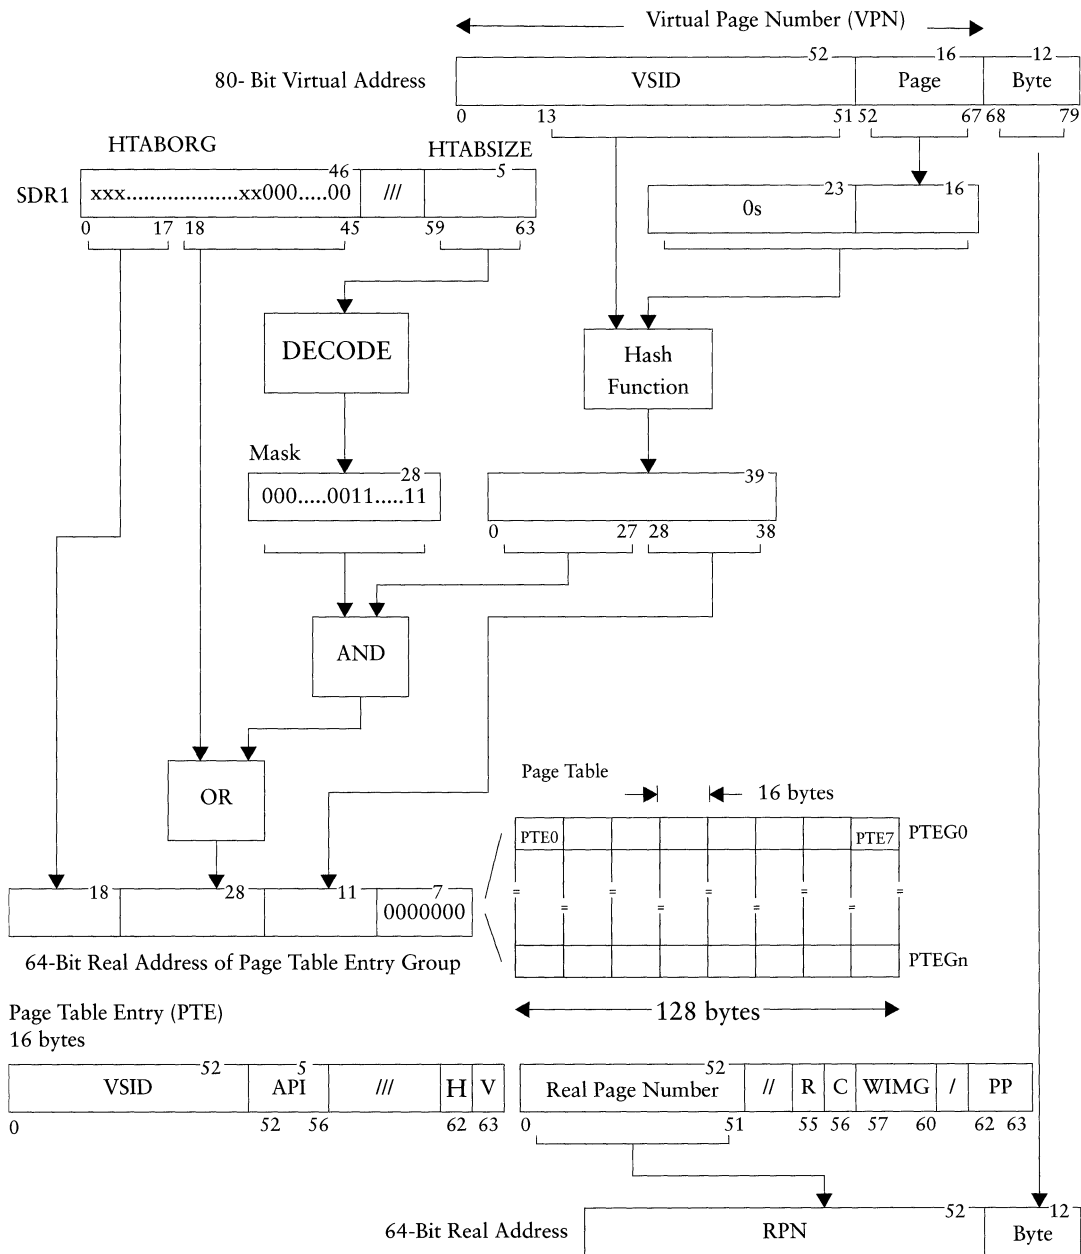 Virtual Page Number (VPN)
52 16 12
80- Bit Virtual Address VSID Page Byte
0 13 51 52 67 68 79
HTABORG HTABSIZE
46 5
SDR1 xxx....................xx000.....00 ///
0 17 18 45 59 63
23 16
0s
DECODE
Hash
Function
Mask
28 39
000.....0011.....11
0 27 28 38
AND
OR
Page Table
16 bytes
PTE0 PTE7 PTEG0
18 28 11 7
0000000
64-Bit Real Address of Page Table Entry Group PTEGn
128 bytes
Page Table Entry (PTE)
16 bytes
52 5 52
VSID API /// H V Real Page Number // R C WIMG / PP
0 52 56 62 63 0 51 55 56 57 60 62 63
52 12
64-Bit Real Address RPN Byte